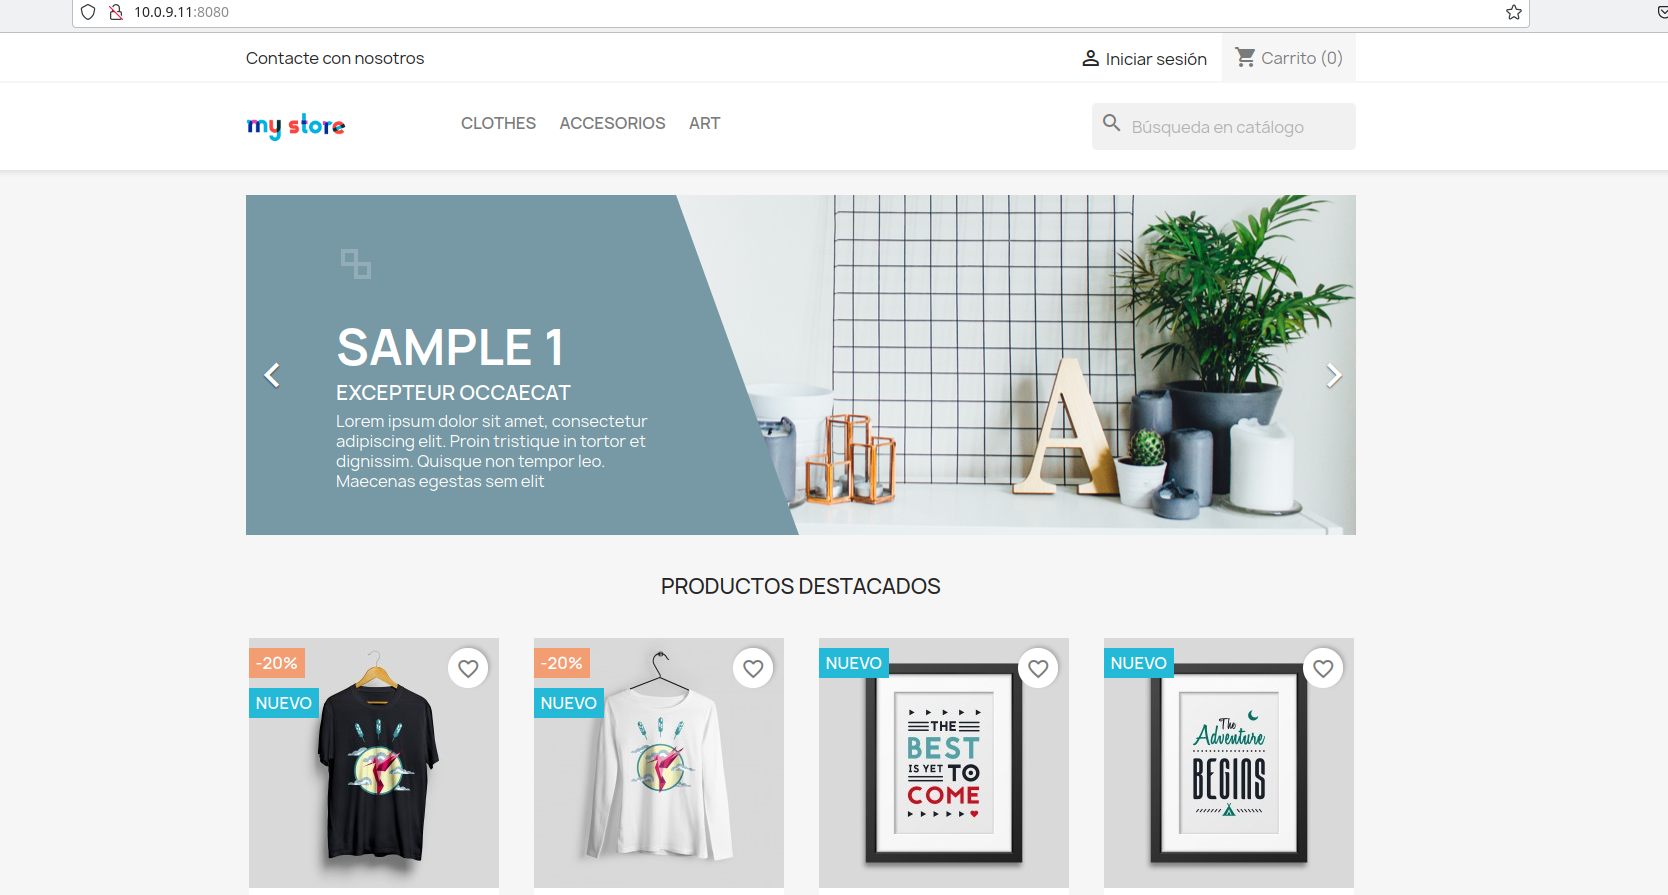 10.0.9.11:8080
Contacte con nosotros
Iniciar sesión
Carrito (0)
my store
CLOTHES
ACCESORIOS
ART
Búsqueda en catálogo
SAMPLE 1
EXCEPTEUR OCCAECAT
Lorem ipsum dolor sit amet, consectetur
adipiscing elit. Proin tristique in tortor et
dignissim. Quisque non tempor leo.
Maecenas egestas sem elit
A
PRODUCTOS DESTACADOS
-20%
NUEVO
-20%
NUEVO
NUEVO
THE
BEST
IS YET TO
COME
NUEVO
The
Adventure
BEGINS